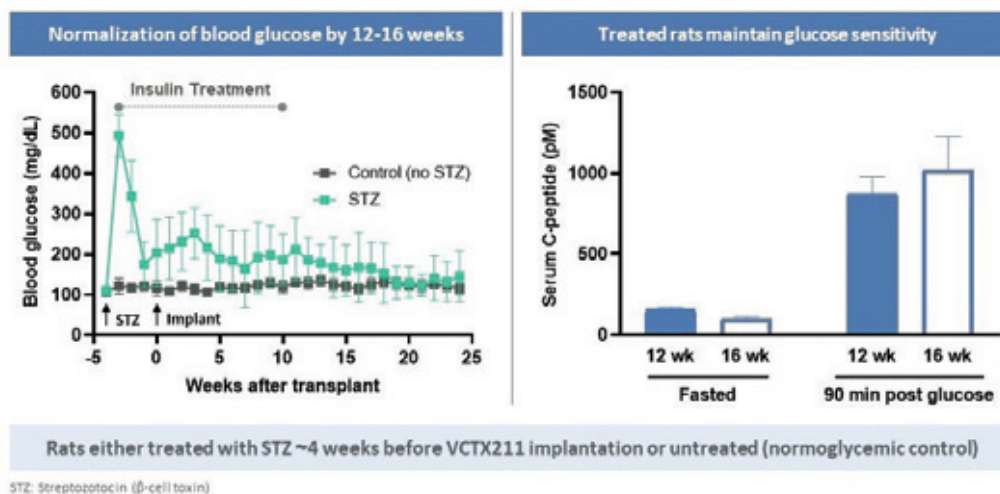 Normalization of blood glucose by 12-16 weeks
Treated rats maintain glucose sensitivity
600
500
400
300
200
100
0
Blood glucose (mg/dL)
Insulin Treatment
Control (no STZ)
STZ
STZ
Implant
-5
0
5
10
15
20
25
Weeks after transplant
1500
1000
500
0
Serum C-peptide (pM)
12 wk
16 wk
12 wk
16 wk
Fasted
90 min post glucose
Rats either treated with STZ ~4 weeks before VCTX211 implantation or untreated (normoglycemic control)
STZ: Streptozotocin (β-cell toxin)